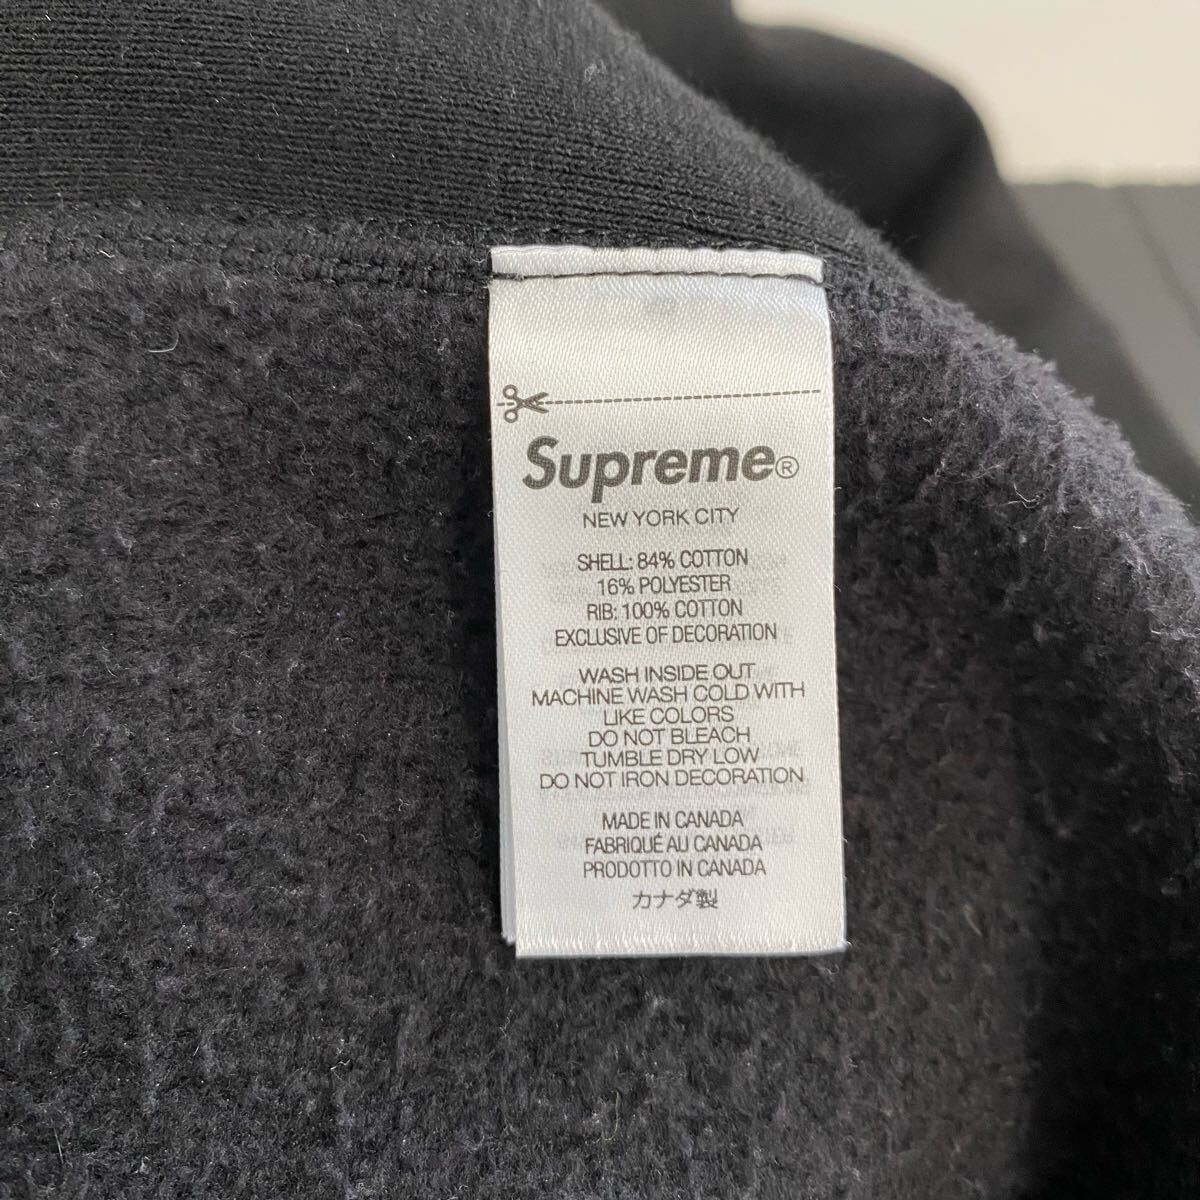 Supreme®
NEW YORK CITY
SHELL: 84% COTTON
16% POLYESTER
RIB: 100% COTTON
EXCLUSIVE OF DECORATION
WASH INSIDE OUT
MACHINE WASH COLD WITH
LIKE COLORS
DO NOT BLEACH
TUMBLE DRY LOW
DO NOT IRON DECORATION
MADE IN CANADA
FABRIQUÉ AU CANADA
PRODOTTO IN CANADA
カナダ製